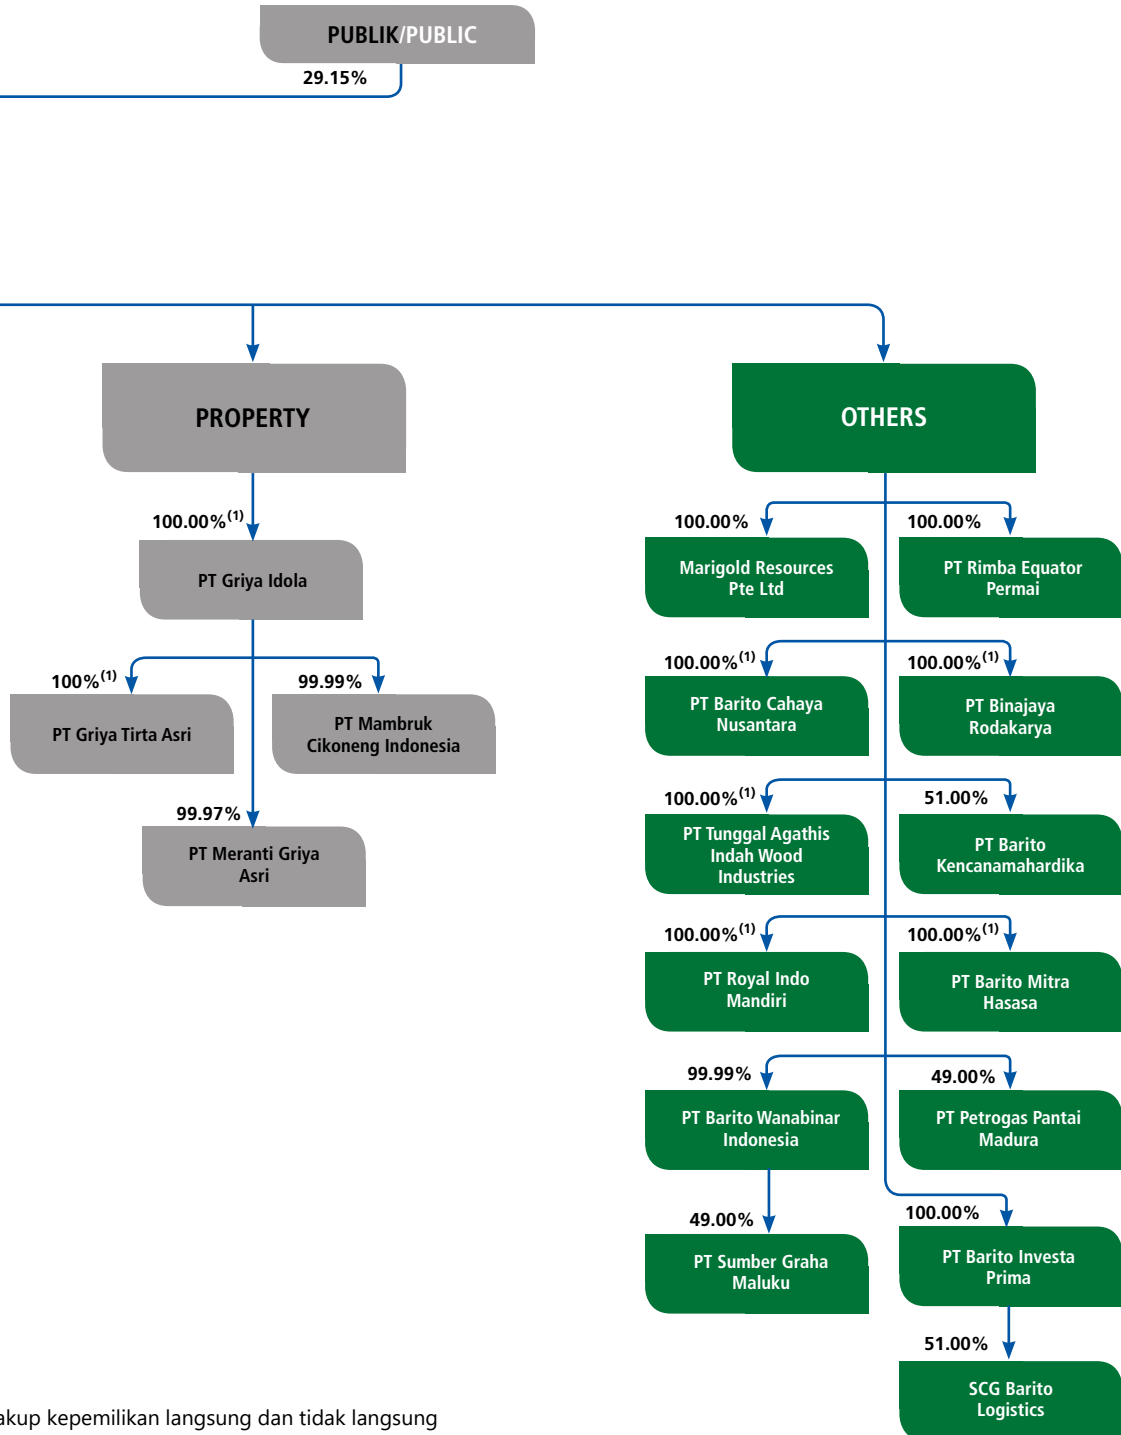 PUBLIK/PUBLIC
29.15%
PROPERTY
100.00%(1)
PT Griya Idola
100%(1)
PT Griya Tirta Asri
99.99%
PT Mambruk
Cikoneng Indonesia
99.97%
PT Meranti Griya
Asri
OTHERS
100.00%
Marigold Resources
Pte Ltd
100.00%
PT Rimba Equator
Permai
100.00%(1)
PT Barito Cahaya
Nusantara
100.00%(1)
PT Binajaya
Rodakarya
100.00%(1)
PT Tunggal Agathis
Indah Wood
Industries
51.00%
PT Barito
Kencanamahardika
100.00%(1)
PT Royal Indo
Mandiri
100.00%(1)
PT Barito Mitra
Hasasa
99.99%
PT Barito Wanabinar
Indonesia
49.00%
PT Petrogas Pantai
Madura
49.00%
PT Sumber Graha
Maluku
100.00%
PT Barito Investa
Prima
51.00%
SCG Barito
Logistics
akup kepemilikan langsung dan tidak langsung